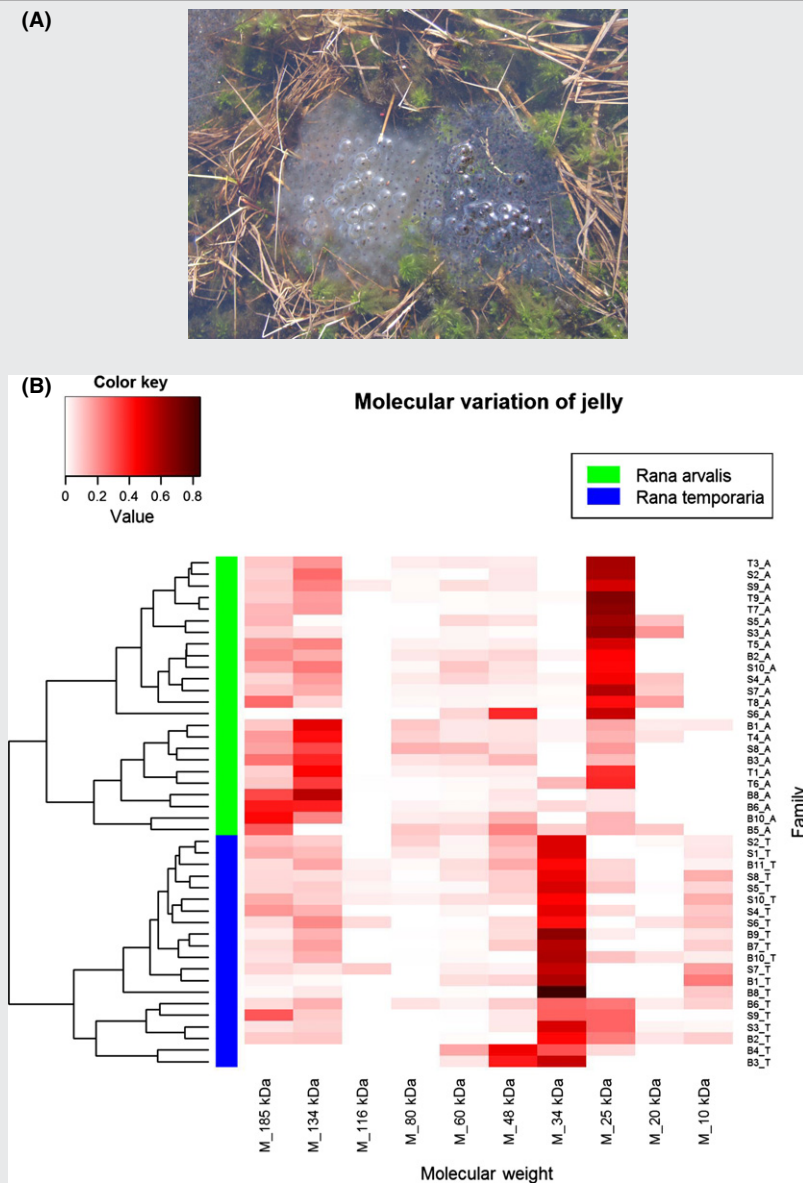 (A)
(B)
Color key
0 0.2 0.4 0.6 0.8
Value
Molecular variation of jelly
Rana arvalis
Rana temporaria
T3_A
S2_A
S9_A
T9_A
T7_A
S5_A
S3_A
T5_A
B2_A
S10_A
S4_A
S7_A
T8_A
S6_A
B1_A
T4_A
S8_A
B3_A
T1_A
T6_A
B8_A
B6_A
B10_A
B5_A
S2_T
S1_T
B11_T
S8_T
S5_T
S10_T
S4_T
S6_T
B9_T
B7_T
B10_T
S7_T
B1_T
B8_T
B6_T
S9_T
S3_T
B2_T
B4_T
B3_T
Family
M_185 kDa
M_134 kDa
M_116 kDa
M_80 kDa
M_60 kDa
M_48 kDa
M_34 kDa
M_25 kDa
M_20 kDa
M_10 kDa
Molecular weight